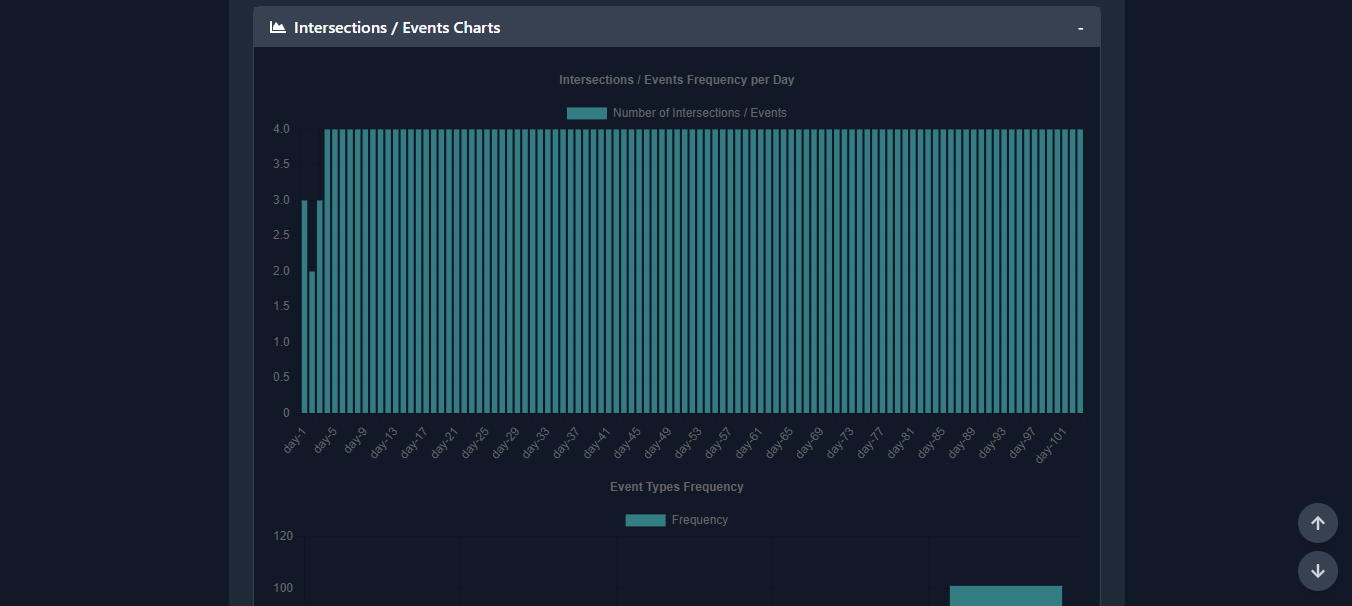 Intersections / Events Charts
-
Intersections / Events Frequency per Day
Number of Intersections / Events
4.0
3.5
3.0
2.5
2.0
1.5
1.0
0.5
0
day-1 day-5 day-9 day-13 day-17 day-21 day-25 day-29 day-33 day-37 day-41 day-45 day-49 day-53 day-57 day-61 day-65 day-69 day-73 day-77 day-81 day-85 day-89 day-93 day-97 day-101
Event Types Frequency
Frequency
120
100